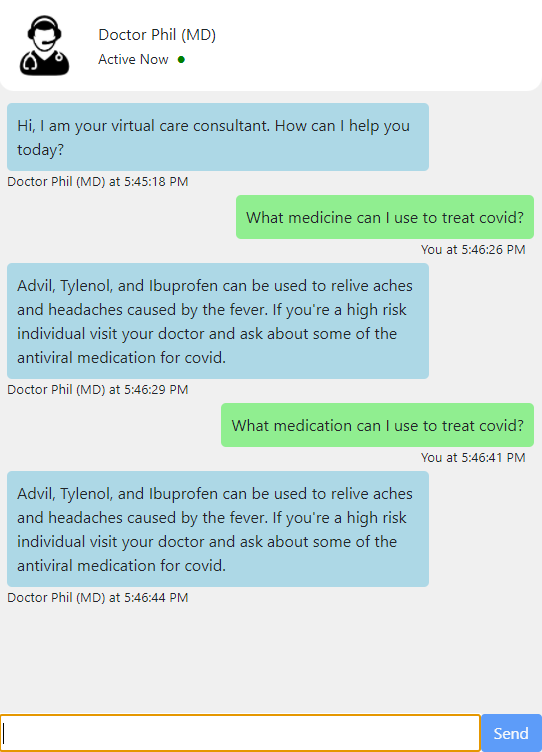 Doctor Phil (MD)
Active Now
Hi, I am your virtual care consultant. How can I help you
today?
Doctor Phil (MD) at 5:45:18 PM
What medicine can I use to treat covid?
You at 5:46:26 PM
Advil, Tylenol, and Ibuprofen can be used to relive aches
and headaches caused by the fever. If you're a high risk
individual visit your doctor and ask about some of the
antiviral medication for covid.
Doctor Phil (MD) at 5:46:29 PM
What medication can I use to treat covid?
You at 5:46:41 PM
Advil, Tylenol, and Ibuprofen can be used to relive aches
and headaches caused by the fever. If you're a high risk
individual visit your doctor and ask about some of the
antiviral medication for covid.
Doctor Phil (MD) at 5:46:44 PM
Send